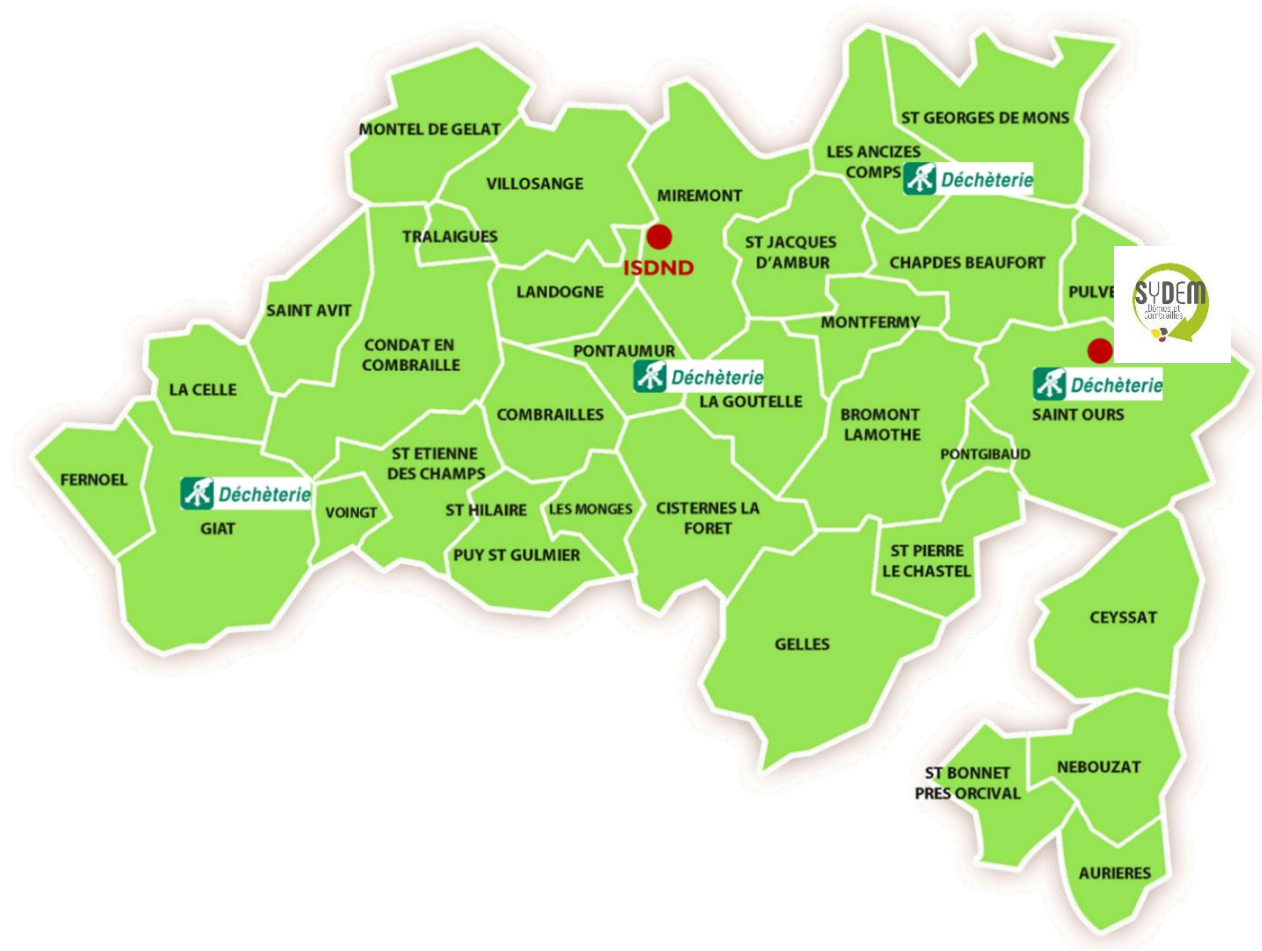 ST GEORGES DE MONS
MONTEL DE GELAT
LES ANCIZES
COMPS
Déchèterie
VILLOSANGE
MIREMONT
TRALAIGUES
ST JACQUES
D'AMBUR
CHAPDES BEAUFORT
ISDND
LANDOGNE
PULVE
SYDEM
Dômes et
Combrailles
SAINT AVIT
MONTFERMY
CONDAT EN
COMBRAILLE
PONTAUMUR
Déchèterie
LA CELLE
LA GOUTELLE
Déchèterie
SAINT OURS
COMBRAILLES
BROMONT
LAMOTHE
PONTGIBAUD
ST ETIENNE
DES CHAMPS
FERNOEL
Déchèterie
GIAT
VOINGT
ST HILAIRE
LES MONGES
CISTERNES LA
FORET
PUY ST GULMIER
ST PIERRE
LE CHASTEL
CEYSSAT
GELLES
ST BONNET
PRES ORCIVAL
NEBOUZAT
AURIERES